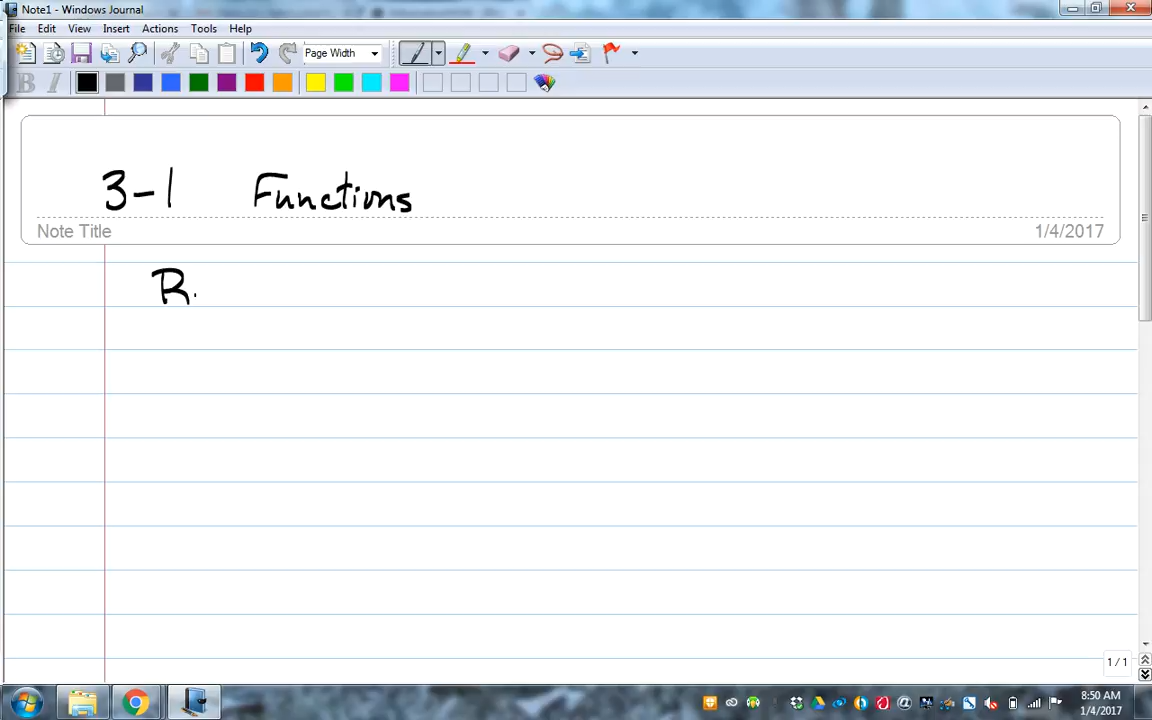 Note1 - Windows Journal
File Edit View Insert Actions Tools Help
Page Width
B I
3-1 Functions
Note Title 1/4/2017
R.
1 / 1
8:50 AM
1/4/2017